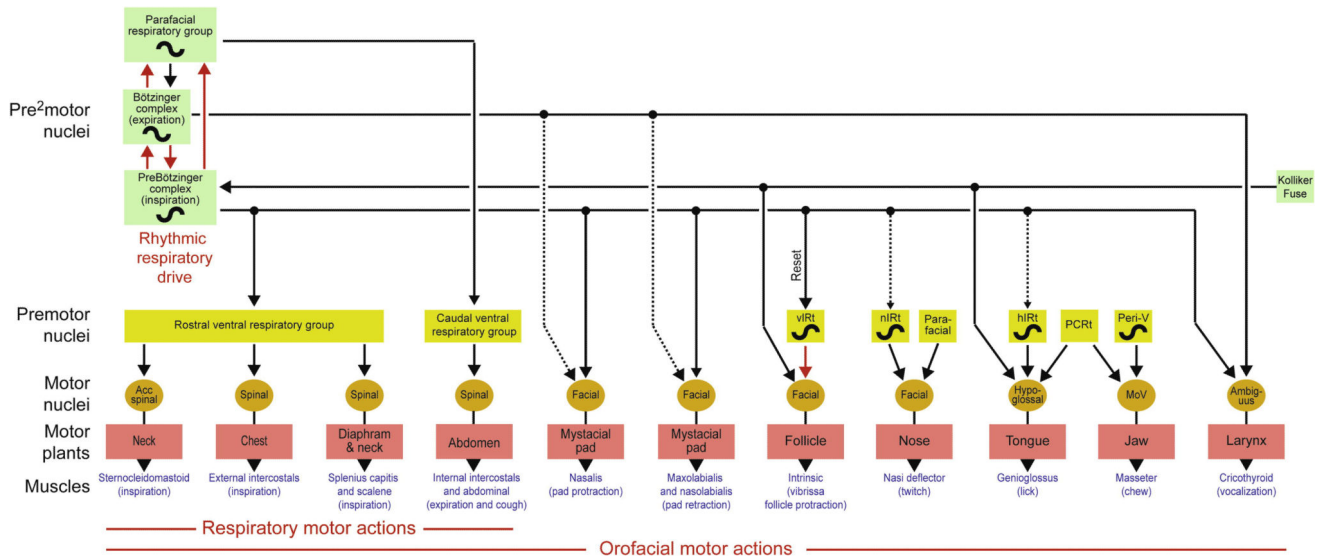 Parafacial
respiratory group
Pre2motor
nuclei
Bötzinger
complex
(expiration)
PreBötzinger
complex
(inspiration)
Kolliker
Fuse
Rhythmic
respiratory
drive
Reset
Premotor
nuclei
Rostral ventral respiratory group
Caudal ventral
respiratory group
vIRt
nIRt
Para-
facial
hIRt
PCRt
Peri-V
Motor
nuclei
Acc
spinal
Spinal
Spinal
Spinal
Facial
Facial
Facial
Facial
Hypo-
glossal
MoV
Ambig-
uus
Motor
plants
Neck
Chest
Diaphram
& neck
Abdomen
Mystacial
pad
Mystacial
pad
Follicle
Nose
Tongue
Jaw
Larynx
Muscles
Sternocleidomastoid
(inspiration)
External intercostals
(inspiration)
Splenius capitis
and scalene
(inspiration)
Internal intercostals
and abdominal
(expiration and cough)
Nasalis
(pad protraction)
Maxolabialis
and nasolabialis
(pad retraction)
Intrinsic
(vibrissa
follicle protraction)
Nasi deflector
(twitch)
Genioglossus
(lick)
Masseter
(chew)
Cricothyroid
(vocalization)
Respiratory motor actions
Orofacial motor actions